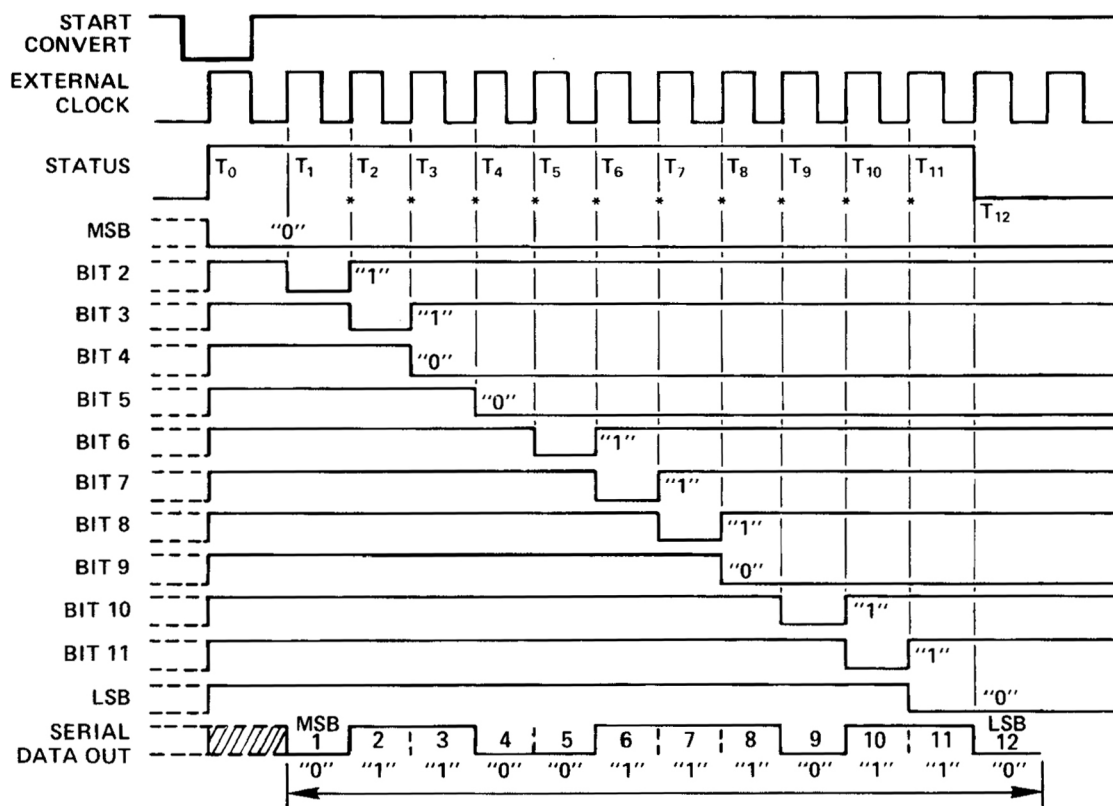 START
CONVERT
EXTERNAL
CLOCK
STATUS T0 T1 T2 T3 T4 T5 T6 T7 T8 T9 T10 T11
* * * * * * * * * *
T12
MSB "0"
BIT 2 "1"
BIT 3 "1"
BIT 4 "0"
BIT 5 "0"
BIT 6 "1"
BIT 7 "1"
BIT 8 "1"
BIT 9 "0"
BIT 10 "1"
BIT 11 "1"
LSB "0"
SERIAL
DATA OUT
MSB LSB
1 2 3 4 5 6 7 8 9 10 11 12
"0" "1" "1" "0" "0" "1" "1" "1" "0" "1" "1" "0"